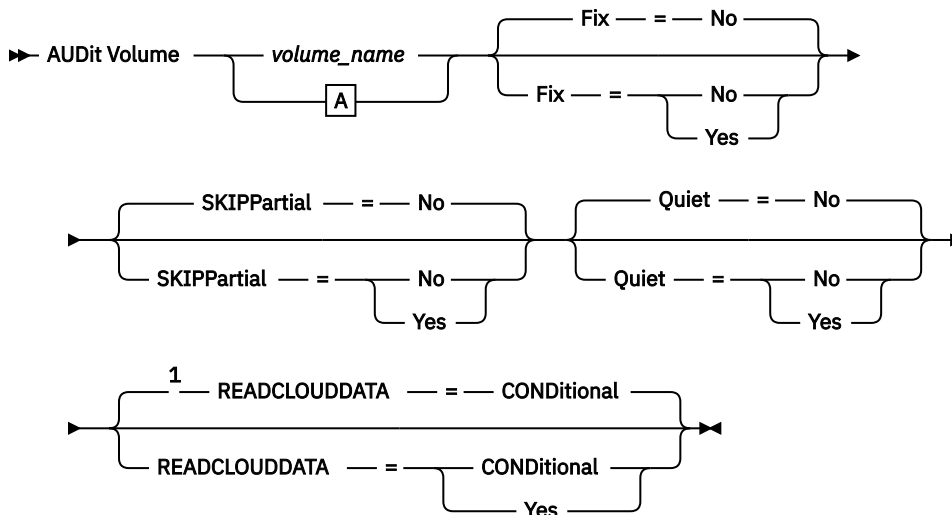 Fix = No
AUDit Volume volume_name
A
Fix = No
Yes
SKIPPartial = No
Quiet = No
SKIPPartial = No
Quiet = No
Yes
Yes
1
READCLOUDDATA = CONDitional
READCLOUDDATA = CONDitional
Yes